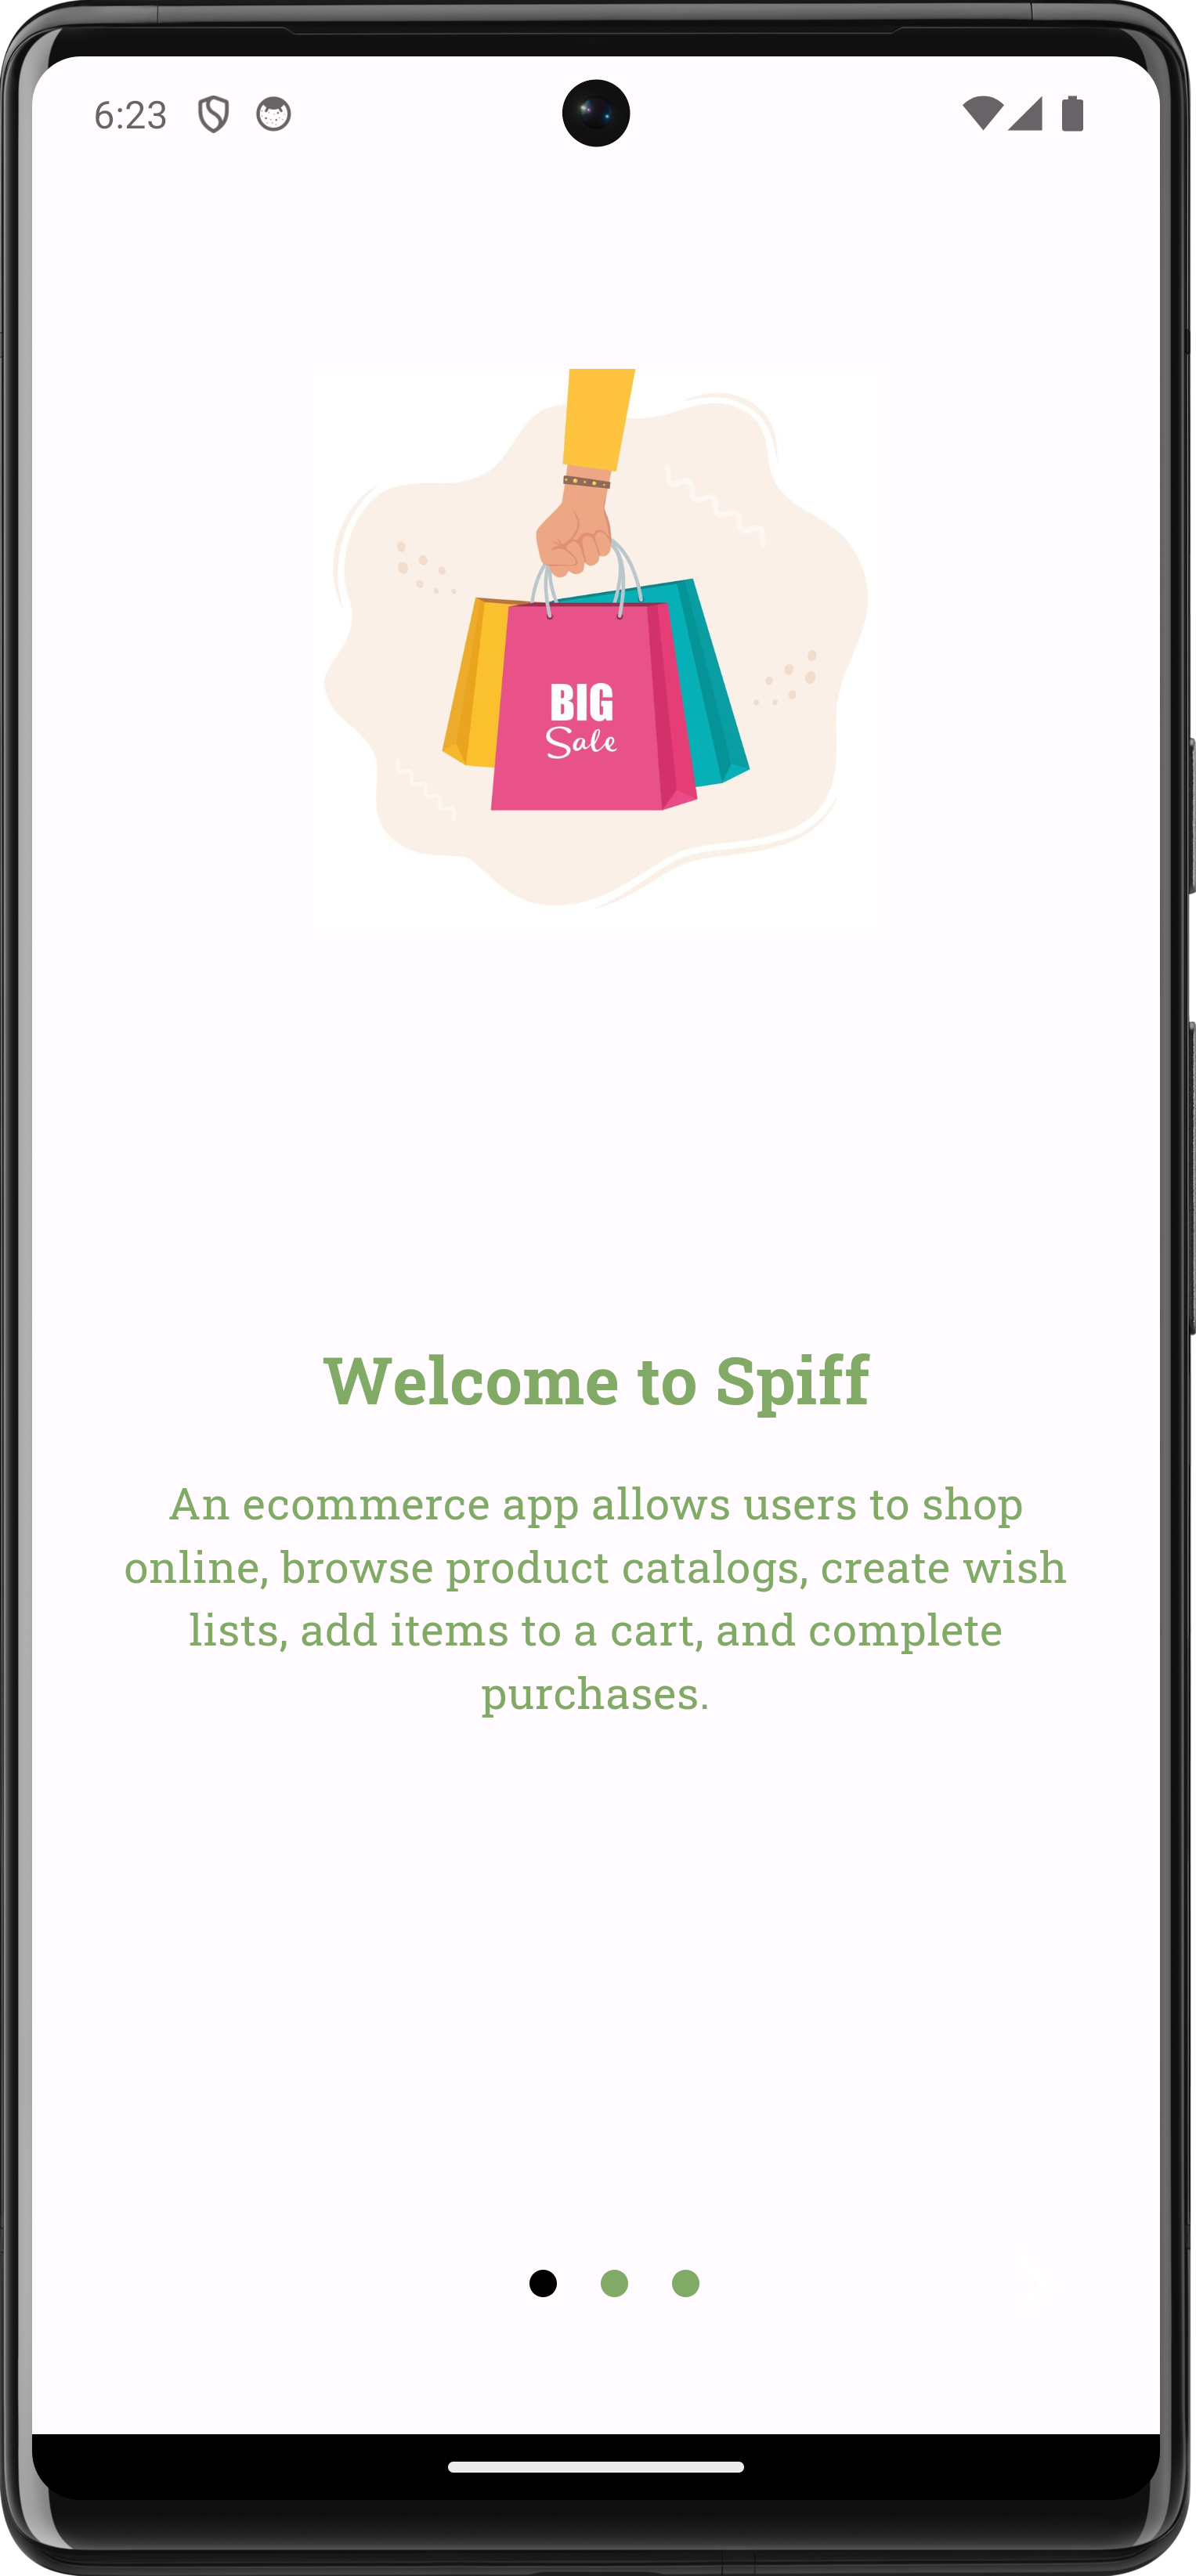 6:23
BIG
Sale
Welcome to Spiff
An ecommerce app allows users to shop
online, browse product catalogs, create wish
lists, add items to a cart, and complete
purchases.